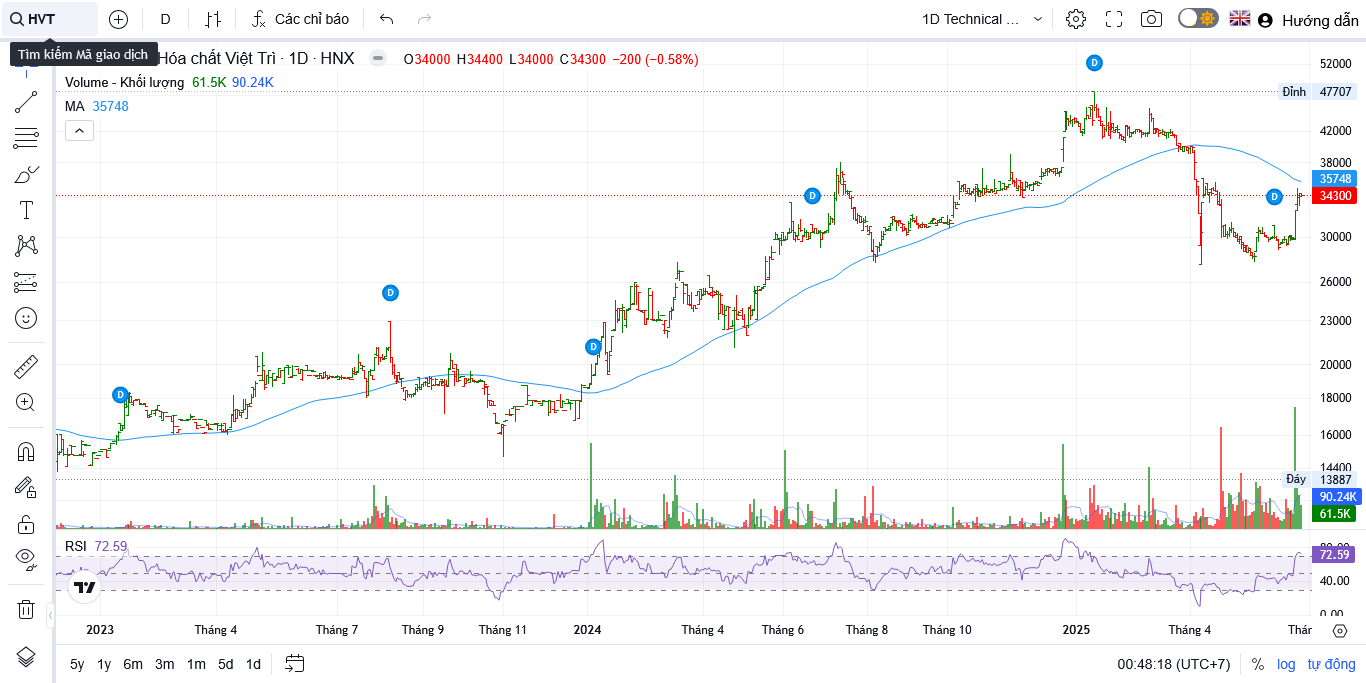 HVT
D
Các chỉ báo
1D Technical ...
Hướng dẫn
Tìm kiếm Mã giao dịch
Hóa chất Việt Trì · 1D · HNX
O34000 H34400 L34000 C34300 −200 (−0.58%)
Volume - Khối lượng 61.5K 90.24K
MA 35748
D
D
D
D
D
D
52000
Đỉnh 47707
42000
38000
35748
34300
30000
26000
23000
20000
18000
16000
14400
Đáy 13887
90.24K
61.5K
RSI 72.59
72.59
40.00
0.00
2023 Tháng 4 Tháng 7 Tháng 9 Tháng 11 2024 Tháng 4 Tháng 6 Tháng 8 Tháng 10 2025 Tháng 4 Thár
5y 1y 6m 3m 1m 5d 1d
00:48:18 (UTC+7) % log tự động